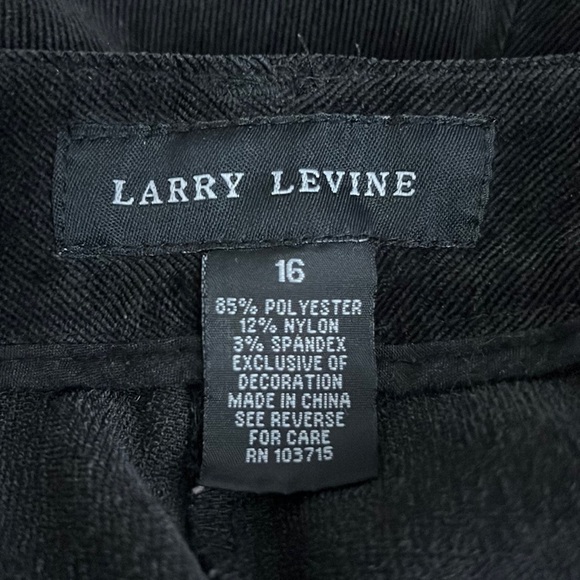 LARRY LEVINE
16
85% POLYESTER
12% NYLON
3% SPANDEX
EXCLUSIVE OF
DECORATION
MADE IN CHINA
SEE REVERSE
FOR CARE
RN 103715